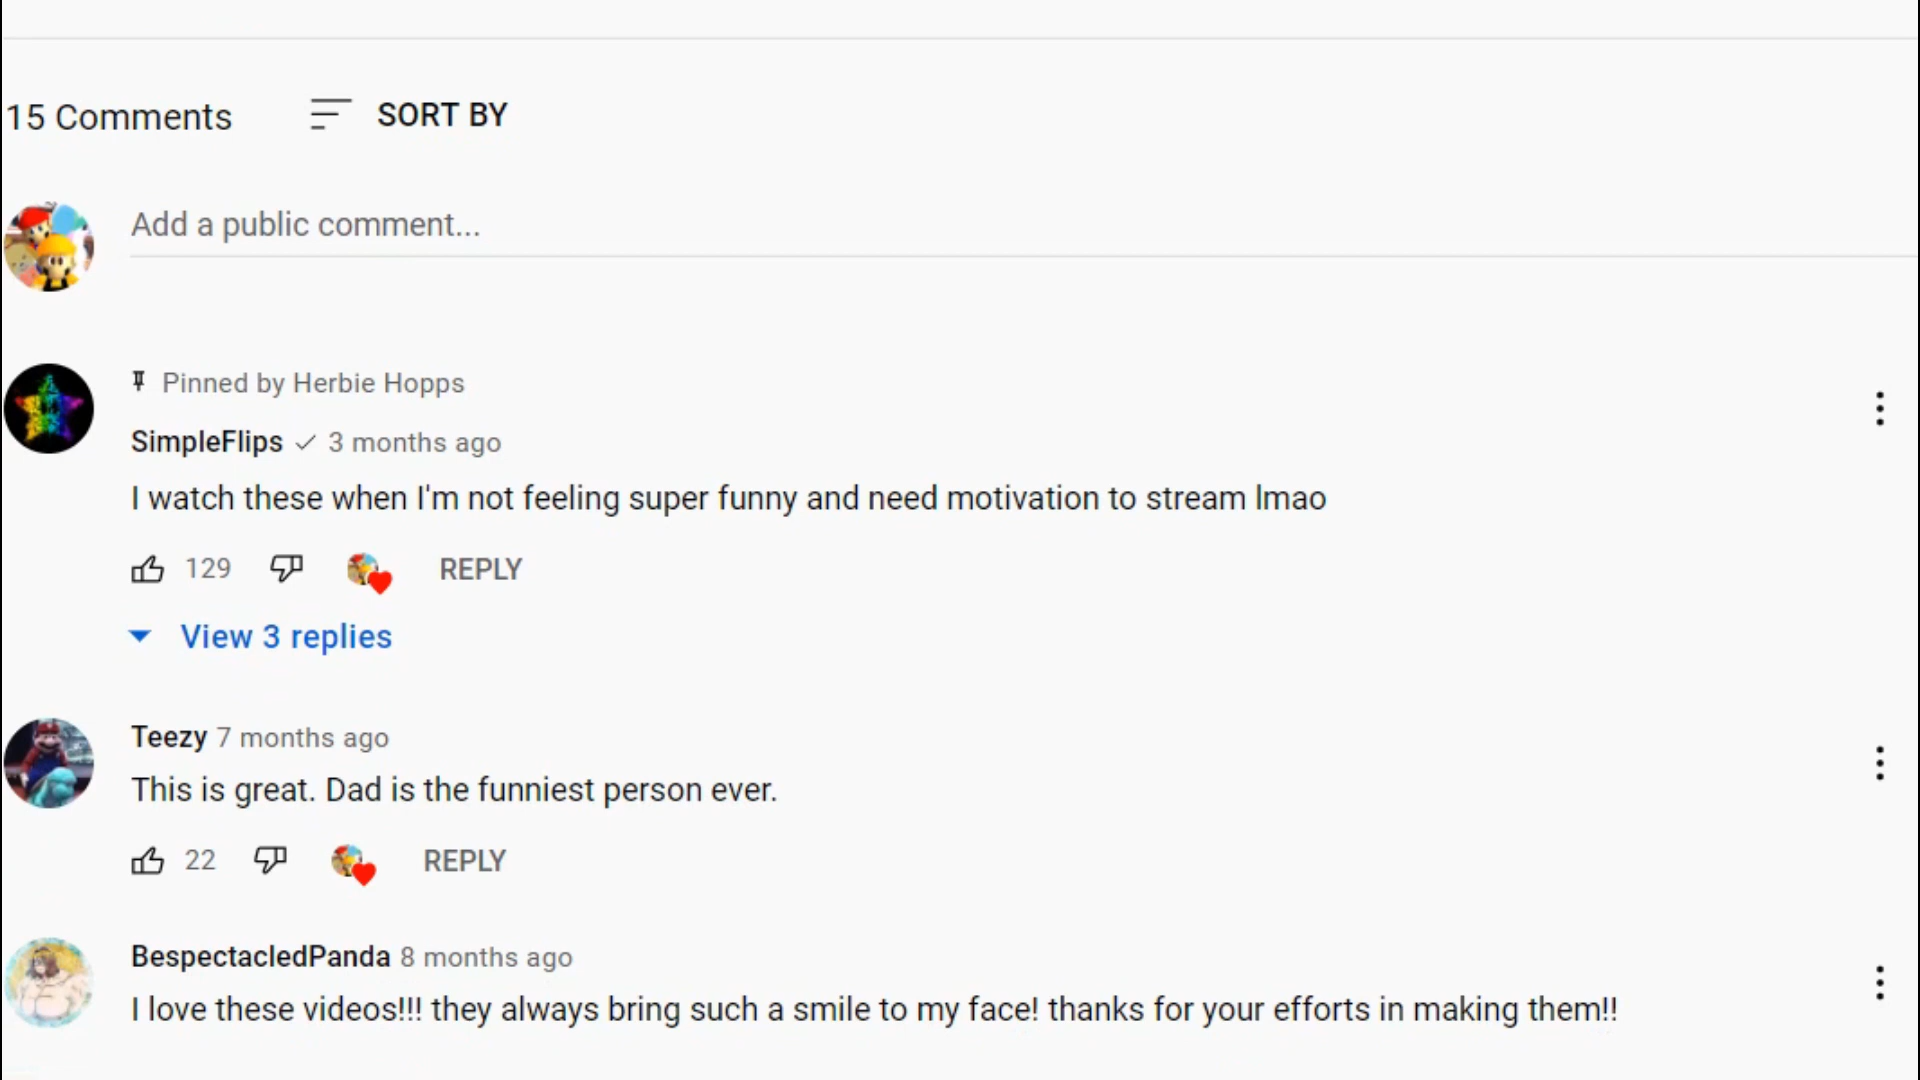 15 Comments
SORT BY
Add a public comment...
Pinned by Herbie Hopps
SimpleFlips 3 months ago
I watch these when I'm not feeling super funny and need motivation to stream lmao
129 REPLY
View 3 replies
Teezy 7 months ago
This is great. Dad is the funniest person ever.
22 REPLY
BespectacledPanda 8 months ago
I love these videos!!! they always bring such a smile to my face! thanks for your efforts in making them!!